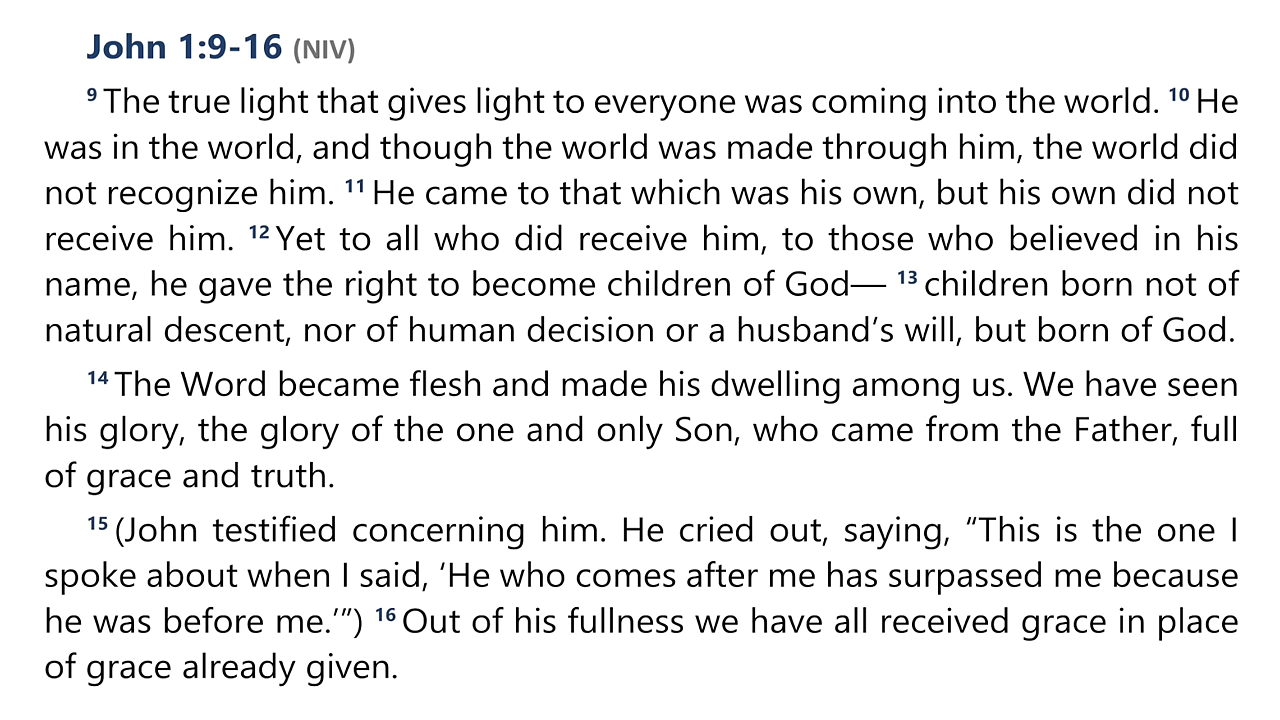 John 1:9-16 (NIV)
9 The true light that gives light to everyone was coming into the world. 10 He
was in the world, and though the world was made through him, the world did
not recognize him. 11 He came to that which was his own, but his own did not
receive him. 12 Yet to all who did receive him, to those who believed in his
name, he gave the right to become children of God— 13 children born not of
natural descent, nor of human decision or a husband’s will, but born of God.
14 The Word became flesh and made his dwelling among us. We have seen
his glory, the glory of the one and only Son, who came from the Father, full
of grace and truth.
15 (John testified concerning him. He cried out, saying, “This is the one I
spoke about when I said, ‘He who comes after me has surpassed me because
he was before me.’”) 16 Out of his fullness we have all received grace in place
of grace already given.